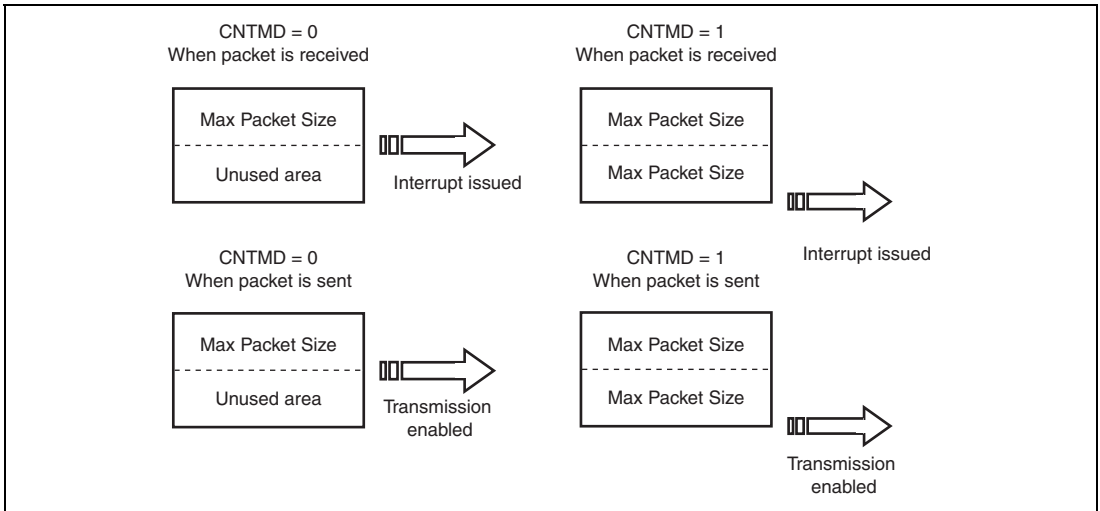 CNTMD = 0
When packet is received
Max Packet Size
Unused area
Interrupt issued
CNTMD = 1
When packet is received
Max Packet Size
Max Packet Size
Interrupt issued
CNTMD = 0
When packet is sent
Max Packet Size
Unused area
Transmission
enabled
CNTMD = 1
When packet is sent
Max Packet Size
Max Packet Size
Transmission
enabled